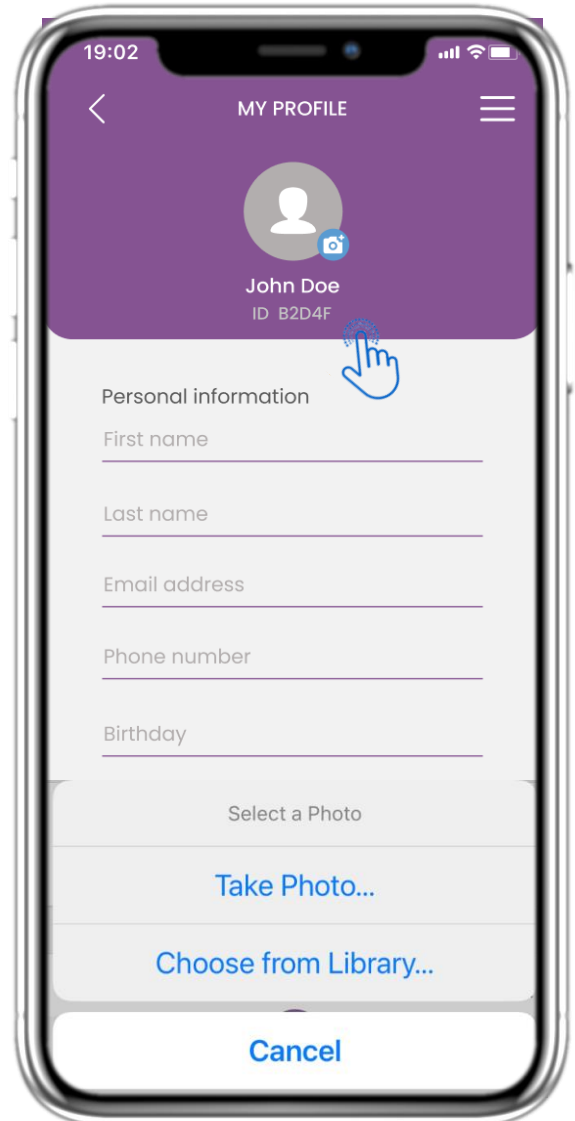 19:02
MY PROFILE
John Doe
ID B2D4F
Personal information
First name
Last name
Email address
Phone number
Birthday
Select a Photo
Take Photo...
Choose from Library...
Cancel